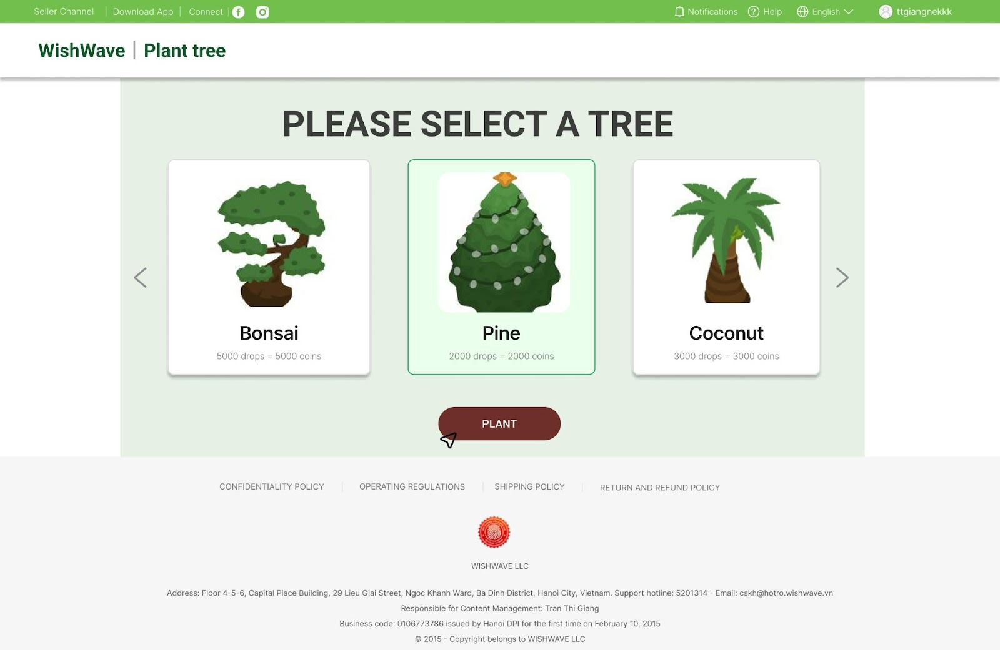 Seller Channel | Download App | Connect | Notifications Help English ttgiangnekkk
WishWave | Plant tree
PLEASE SELECT A TREE
Bonsai
5000 drops = 5000 coins
Pine
2000 drops = 2000 coins
Coconut
3000 drops = 3000 coins
PLANT
CONFIDENTIALITY POLICY | OPERATING REGULATIONS | SHIPPING POLICY | RETURN AND REFUND POLICY
WISHWAVE LLC
Address: Floor 4-5-6, Capital Place Building, 29 Lieu Giai Street, Ngoc Khanh Ward, Ba Dinh District, Hanoi City, Vietnam. Support hotline: 5201314 - Email: cskh@hotro.wishwave.vn
Responsible for Content Management: Tran Thi Giang
Business code: 0106773786 issued by Hanoi DPI for the first time on February 10, 2015
© 2015 - Copyright belongs to WISHWAVE LLC